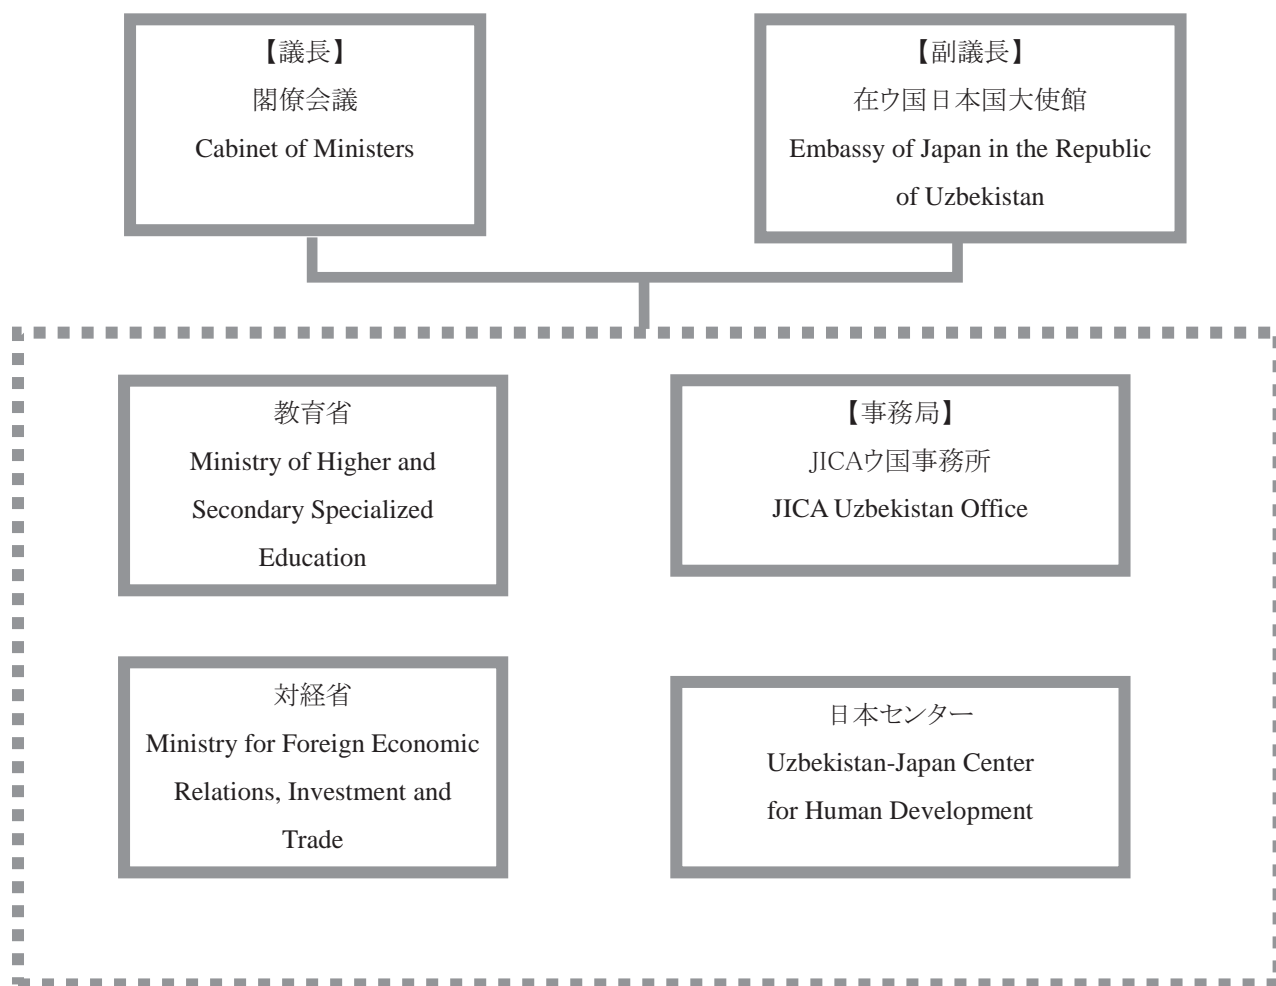 【議長】
閣僚会議
Cabinet of Ministers
【副議長】
在ウ国日本国大使館
Embassy of Japan in the Republic
of Uzbekistan
教育省
Ministry of Higher and
Secondary Specialized
Education
【事務局】
JICAウ国事務所
JICA Uzbekistan Office
対経省
Ministry for Foreign Economic
Relations, Investment and
Trade
日本センター
Uzbekistan-Japan Center
for Human Development